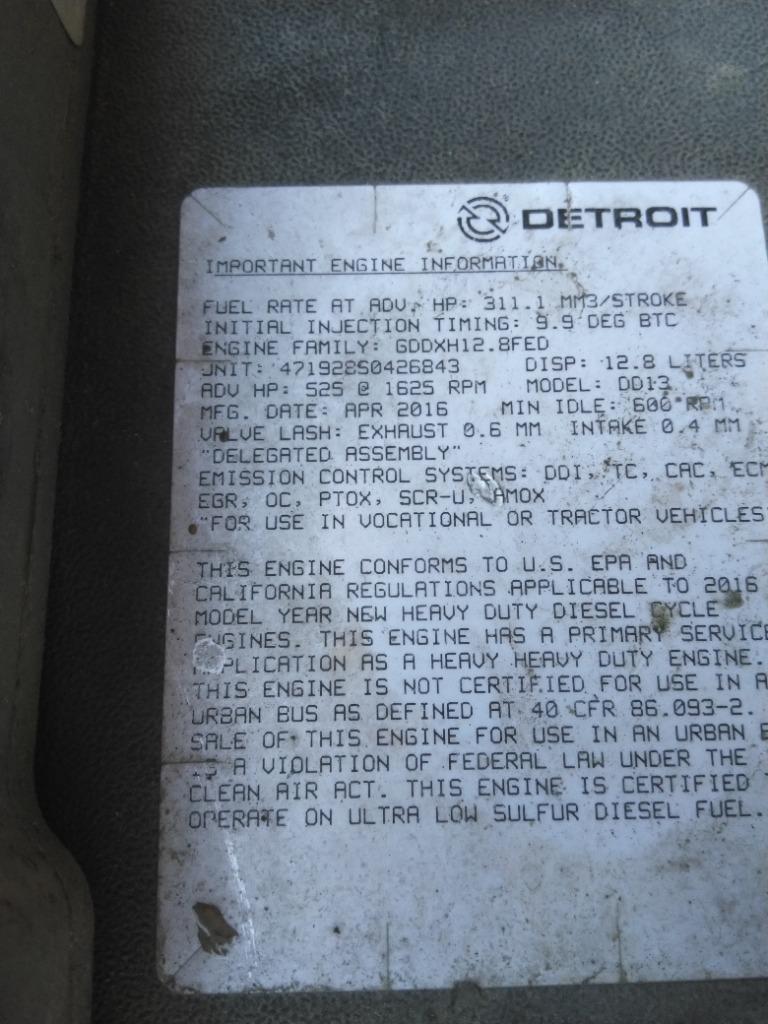 DETROIT
IMPORTANT ENGINE INFORMATION
FUEL RATE AT ADV. HP: 311.1 MM3/STROKE
INITIAL INJECTION TIMING: 9.9 DEG BTC
ENGINE FAMILY: GDDXH12.8FED
UNIT: 471928S0426843 DISP: 12.8 LITERS
ADV HP: 525 @ 1625 RPM MODEL: DD13
MFG. DATE: APR 2016 MIN IDLE: 600 RPM
VALVE LASH: EXHAUST 0.6 MM INTAKE 0.4 MM
"DELEGATED ASSEMBLY"
EMISSION CONTROL SYSTEMS: DDI, TC, CAC, ECM
EGR, OC, PTOX, SCR-U, AMOX
"FOR USE IN VOCATIONAL OR TRACTOR VEHICLES"
THIS ENGINE CONFORMS TO U.S. EPA AND
CALIFORNIA REGULATIONS APPLICABLE TO 2016
MODEL YEAR NEW HEAVY DUTY DIESEL CYCLE
ENGINES. THIS ENGINE HAS A PRIMARY SERVICE
APPLICATION AS A HEAVY HEAVY DUTY ENGINE.
THIS ENGINE IS NOT CERTIFIED FOR USE IN A
URBAN BUS AS DEFINED AT 40 CFR 86.093-2.
SALE OF THIS ENGINE FOR USE IN AN URBAN
IS A VIOLATION OF FEDERAL LAW UNDER THE
CLEAN AIR ACT. THIS ENGINE IS CERTIFIED
OPERATE ON ULTRA LOW SULFUR DIESEL FUEL.